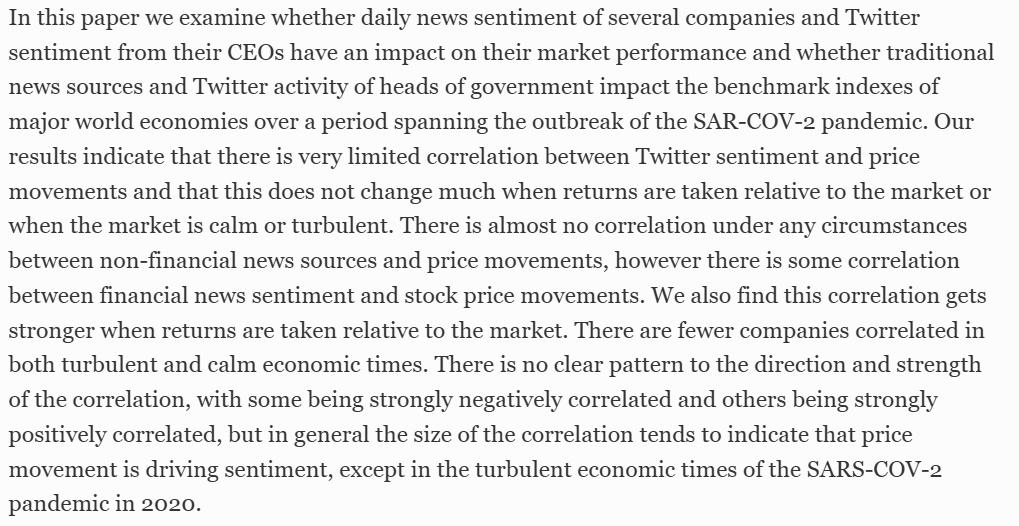 In this paper we examine whether daily news sentiment of several companies and Twitter
sentiment from their CEOs have an impact on their market performance and whether traditional
news sources and Twitter activity of heads of government impact the benchmark indexes of
major world economies over a period spanning the outbreak of the SAR-COV-2 pandemic. Our
results indicate that there is very limited correlation between Twitter sentiment and price
movements and that this does not change much when returns are taken relative to the market or
when the market is calm or turbulent. There is almost no correlation under any circumstances
between non-financial news sources and price movements, however there is some correlation
between financial news sentiment and stock price movements. We also find this correlation gets
stronger when returns are taken relative to the market. There are fewer companies correlated in
both turbulent and calm economic times. There is no clear pattern to the direction and strength
of the correlation, with some being strongly negatively correlated and others being strongly
positively correlated, but in general the size of the correlation tends to indicate that price
movement is driving sentiment, except in the turbulent economic times of the SARS-COV-2
pandemic in 2020.